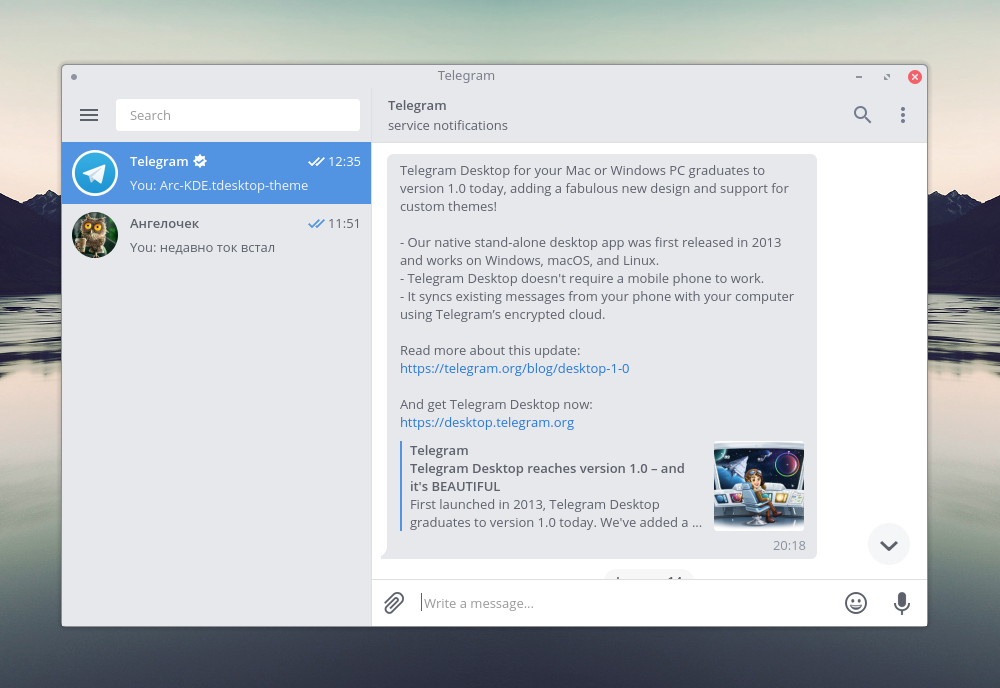 Telegram
Search
Telegram
service notifications
Telegram 12:35
You: Arc-KDE.tdesktop-theme
Ангелочек 11:51
You: недавно ток встал
Telegram Desktop for your Mac or Windows PC graduates to
version 1.0 today, adding a fabulous new design and support for
custom themes!
- Our native stand-alone desktop app was first released in 2013
and works on Windows, macOS, and Linux.
- Telegram Desktop doesn't require a mobile phone to work.
- It syncs existing messages from your phone with your computer
using Telegram’s encrypted cloud.
Read more about this update:
https://telegram.org/blog/desktop-1-0
And get Telegram Desktop now:
https://desktop.telegram.org
Telegram
Telegram Desktop reaches version 1.0 – and
it's BEAUTIFUL
First launched in 2013, Telegram Desktop
graduates to version 1.0 today. We've added a ...
20:18
Write a message...